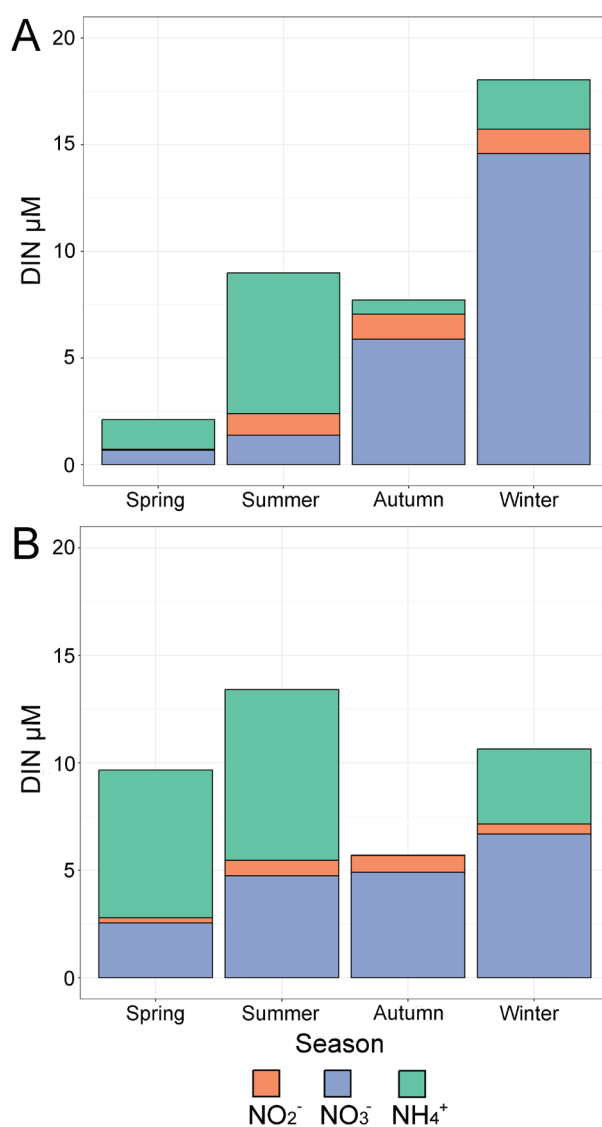 A
DIN µM
20
15
10
5
0
Spring Summer Autumn Winter
B
DIN µM
20
15
10
5
0
Spring Summer Autumn Winter
Season
NO₂⁻ NO₃⁻ NH₄⁺